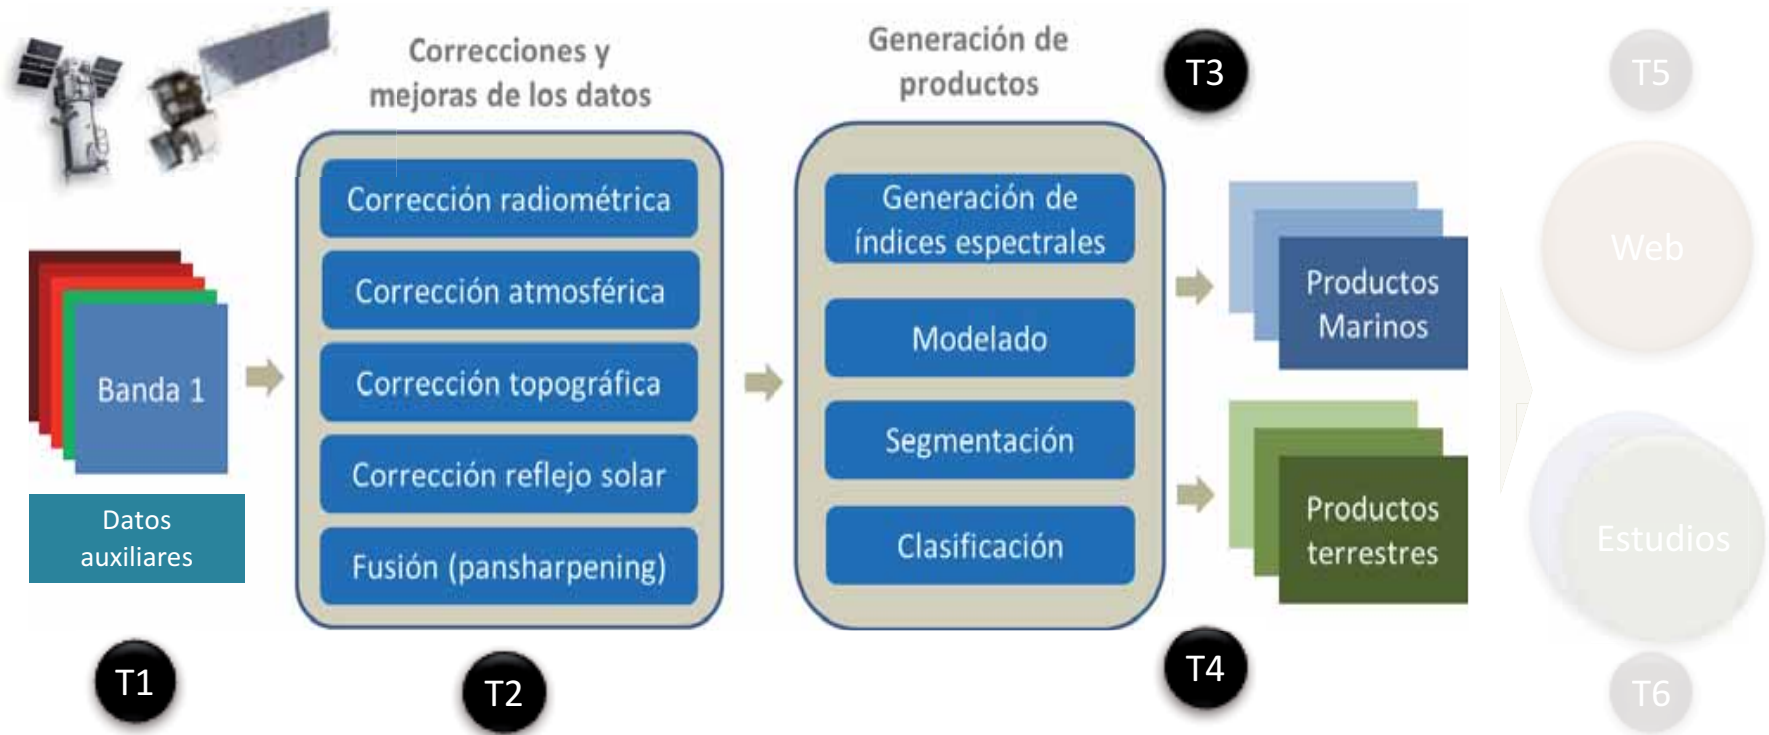 Correcciones y
mejoras de los datos
Generación de
productos
T3
T5
Corrección radiométrica
Corrección atmosférica
Corrección topográfica
Corrección reflejo solar
Fusión (pansharpening)
Generación de
índices espectrales
Modelado
Segmentación
Clasificación
Banda 1
Datos
auxiliares
Productos
Marinos
Productos
terrestres
Web
Estudios
T1
T2
T4
T6